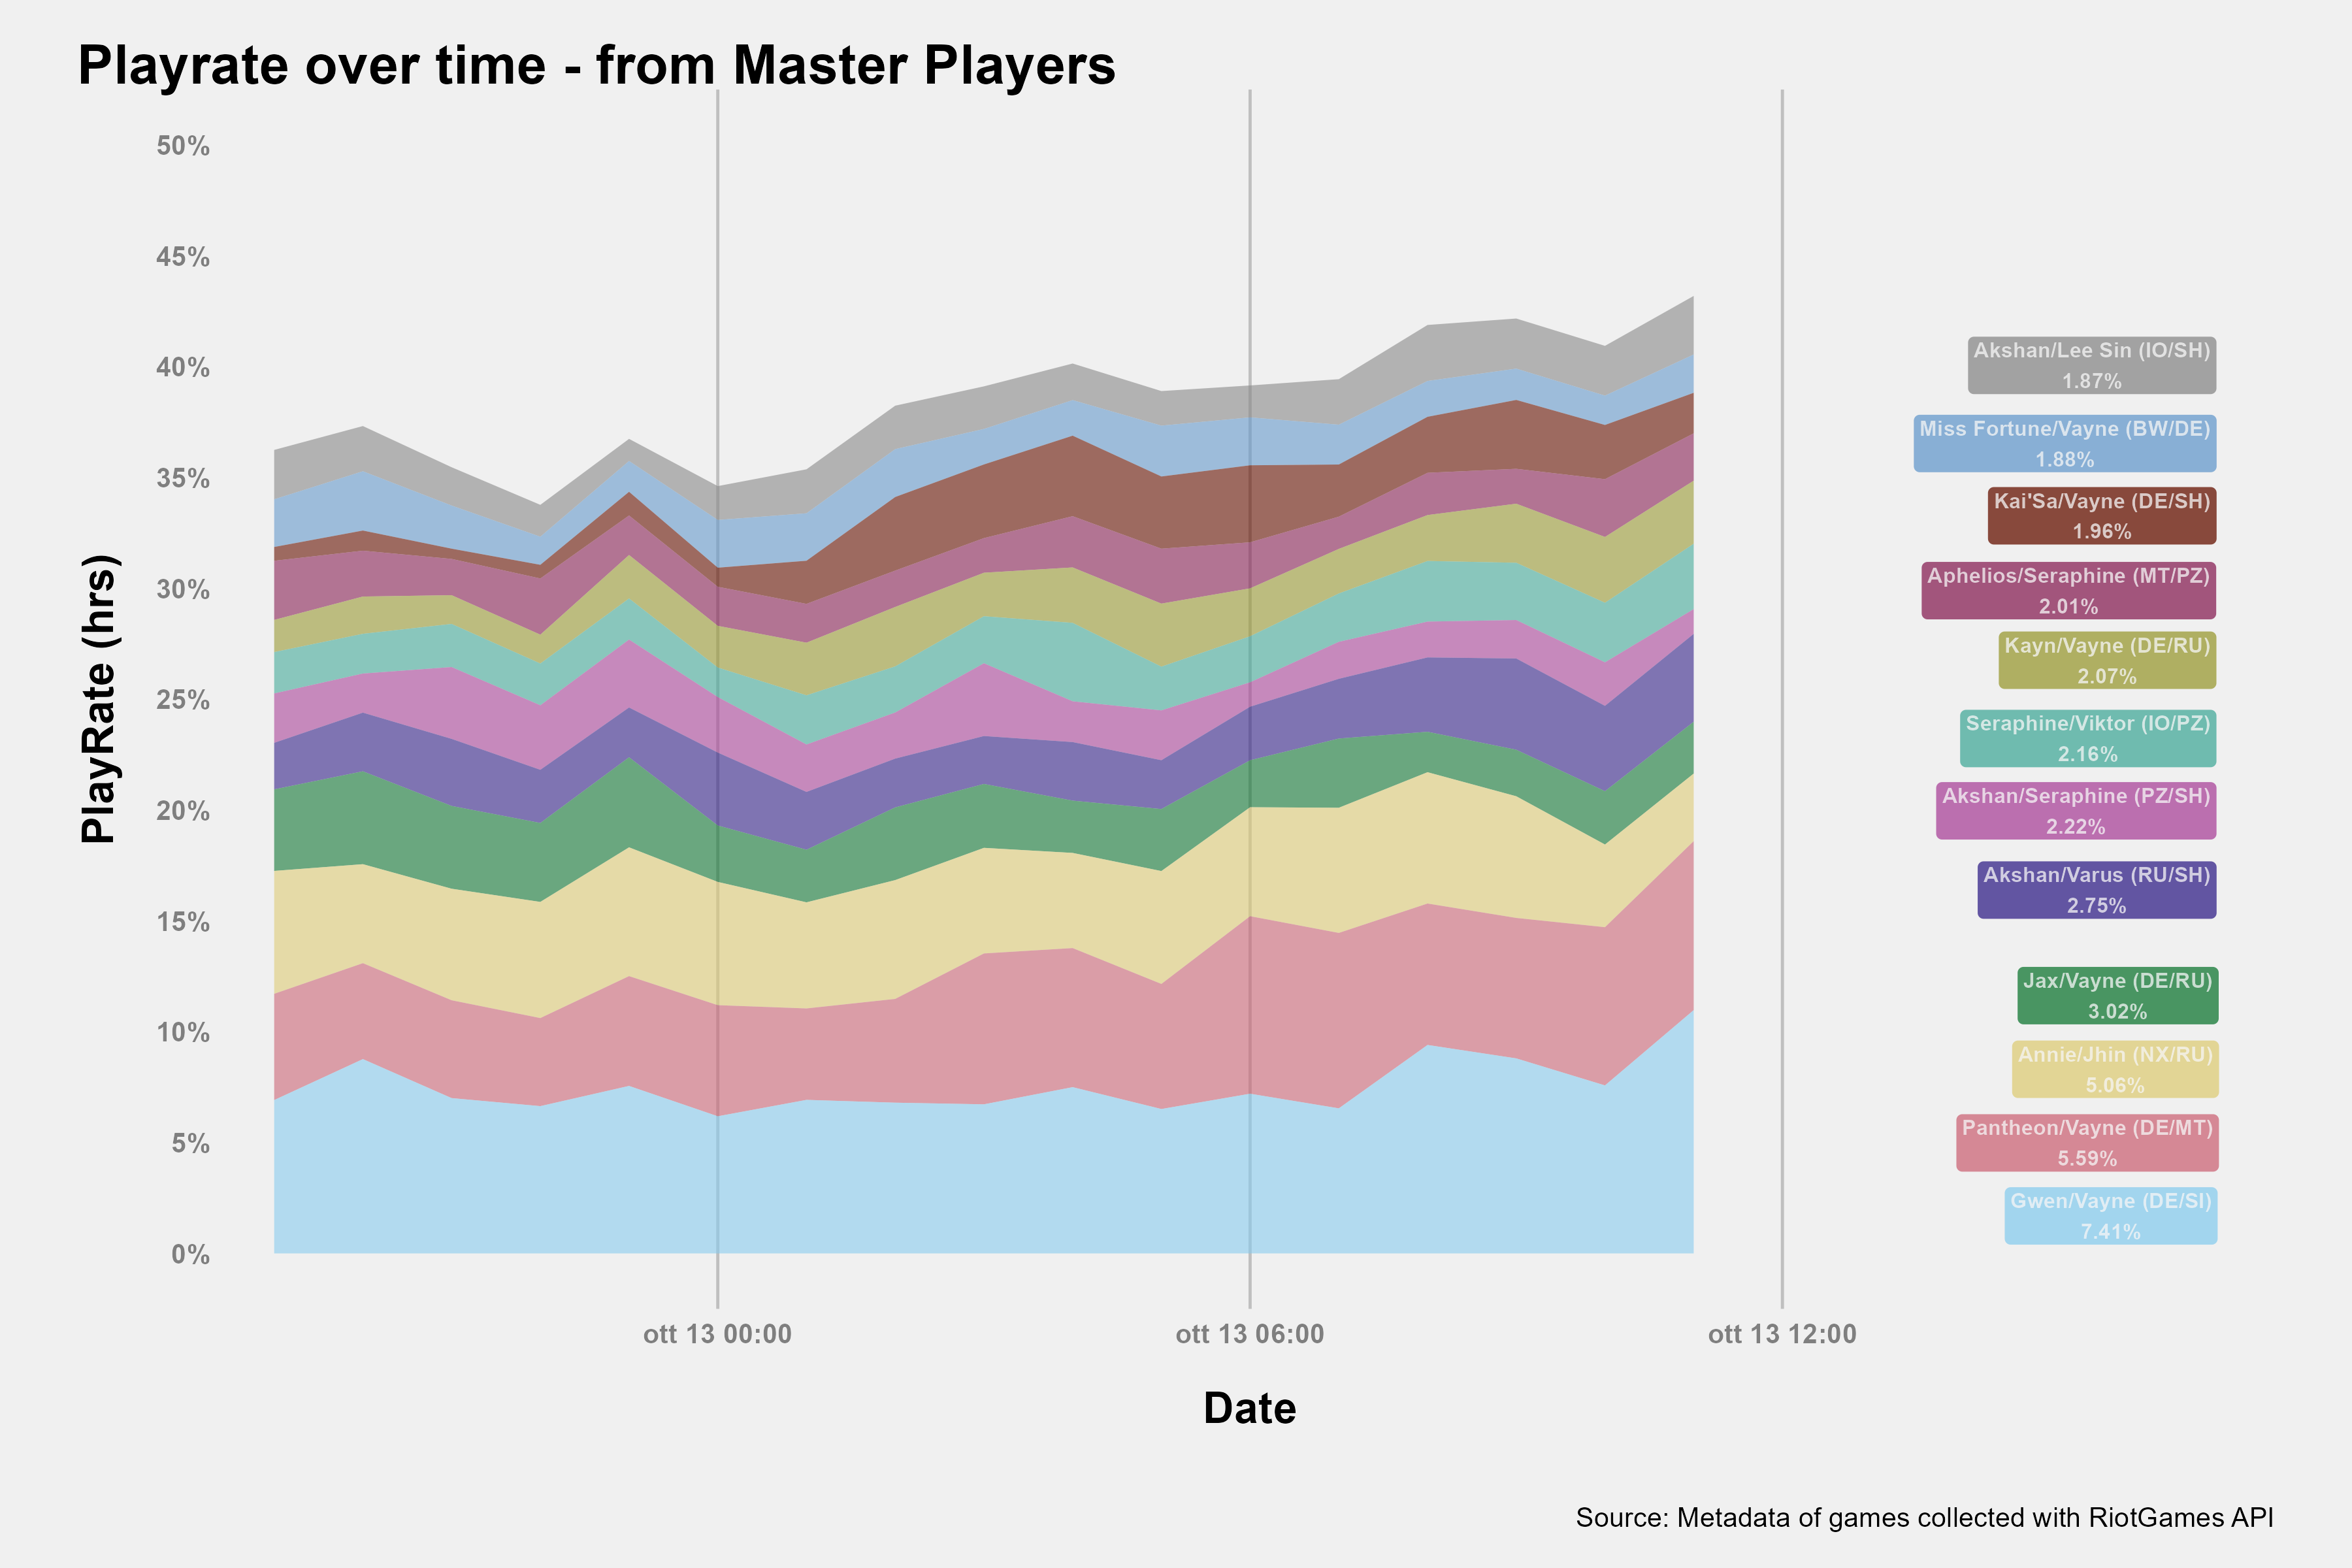 Playrate over time - from Master Players
50%
45%
40%
35%
30%
25%
20%
15%
10%
5%
0%
PlayRate (hrs)
ott 13 00:00
ott 13 06:00
ott 13 12:00
Date
Akshan/Lee Sin (IO/SH)
1.87%
Miss Fortune/Vayne (BW/DE)
1.88%
Kai'Sa/Vayne (DE/SH)
1.96%
Aphelios/Seraphine (MT/PZ)
2.01%
Kayn/Vayne (DE/RU)
2.07%
Seraphine/Viktor (IO/PZ)
2.16%
Akshan/Seraphine (PZ/SH)
2.22%
Akshan/Varus (RU/SH)
2.75%
Jax/Vayne (DE/RU)
3.02%
Annie/Jhin (NX/RU)
5.06%
Pantheon/Vayne (DE/MT)
5.59%
Gwen/Vayne (DE/SI)
7.41%
Source: Metadata of games collected with RiotGames API